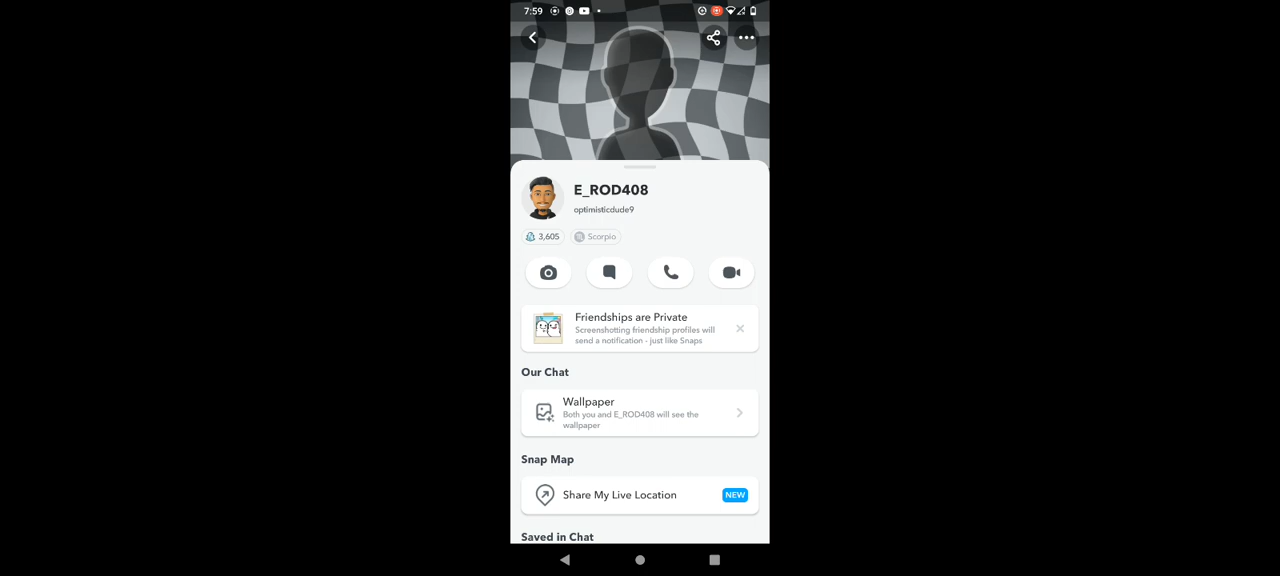 7:59
E_ROD408
optimisticdude9
3,605
Scorpio
Friendships are Private
Screenshotting friendship profiles will
send a notification - just like Snaps
Our Chat
Wallpaper
Both you and E_ROD408 will see the
wallpaper
Snap Map
Share My Live Location
NEW
Saved in Chat